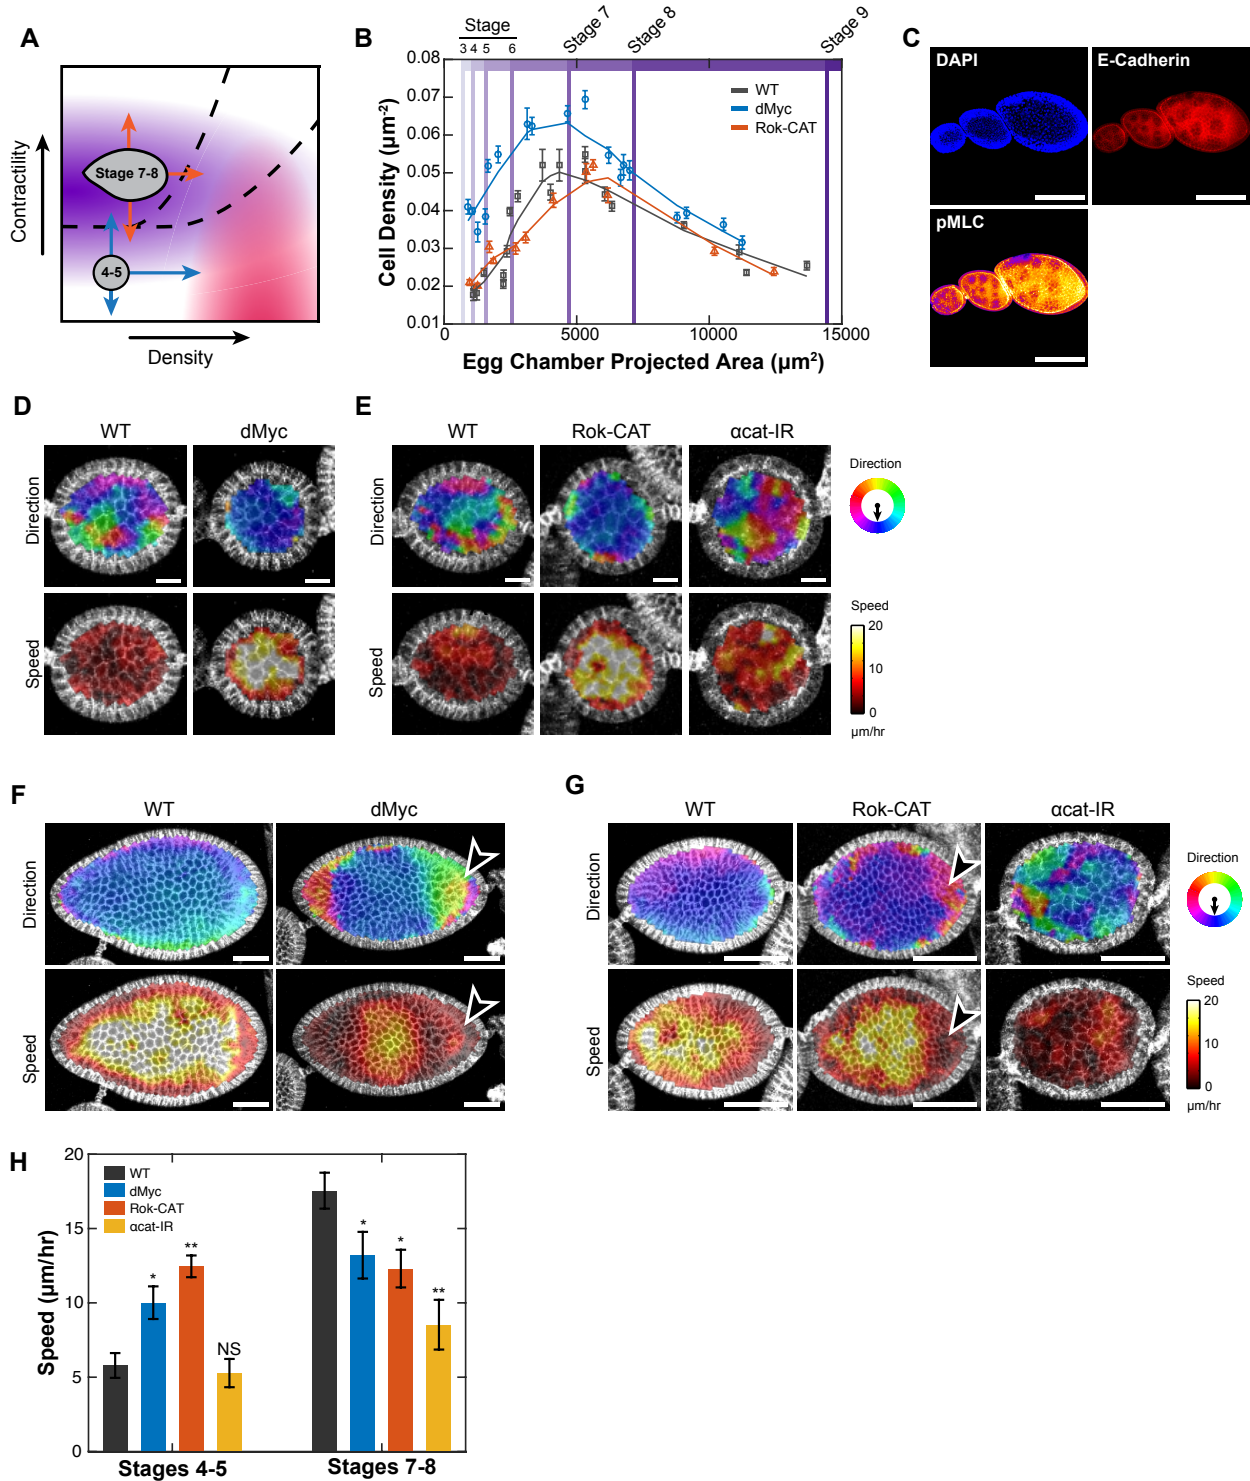 A
Contractility
Stage 7-8
4-5
Density
B
Stage
3 4 5 6
Stage 7
Stage 8
Stage 9
Cell Density (µm⁻²)
0.08
0.07
0.06
0.05
0.04
0.03
0.02
0.01
WT
dMyc
Rok-CAT
0 5000 10000 15000
Egg Chamber Projected Area (µm²)
C
DAPI
E-Cadherin
pMLC
D
WT dMyc
Direction
Speed
E
WT Rok-CAT αcat-IR
Direction
Speed
Direction
Speed
20
10
0
µm/hr
F
WT dMyc
Direction
Speed
G
WT Rok-CAT αcat-IR
Direction
Speed
Direction
Speed
20
10
0
µm/hr
H
Speed (µm/hr)
20
15
10
5
0
WT
dMyc
Rok-CAT
αcat-IR
* ** NS
* * **
Stages 4-5 Stages 7-8